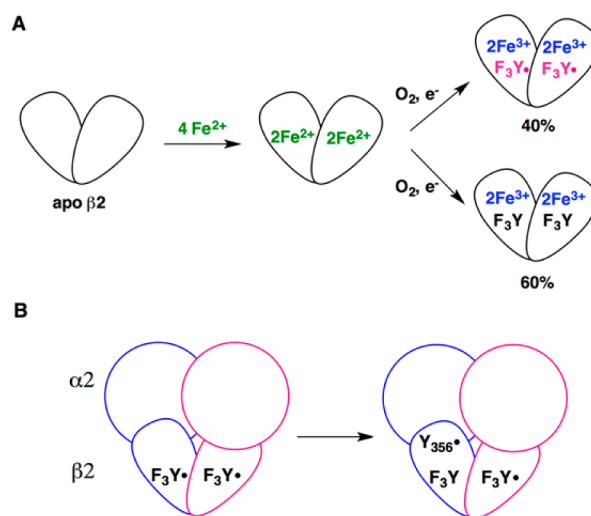 A
apo β2
4 Fe²⁺
2Fe²⁺ 2Fe²⁺
O₂, e⁻
O₂, e⁻
2Fe³⁺ 2Fe³⁺
F₃Y• F₃Y•
40%
2Fe³⁺ 2Fe³⁺
F₃Y F₃Y
60%
B
α2
β2
F₃Y• F₃Y•
Y₃₅₆•
F₃Y F₃Y•